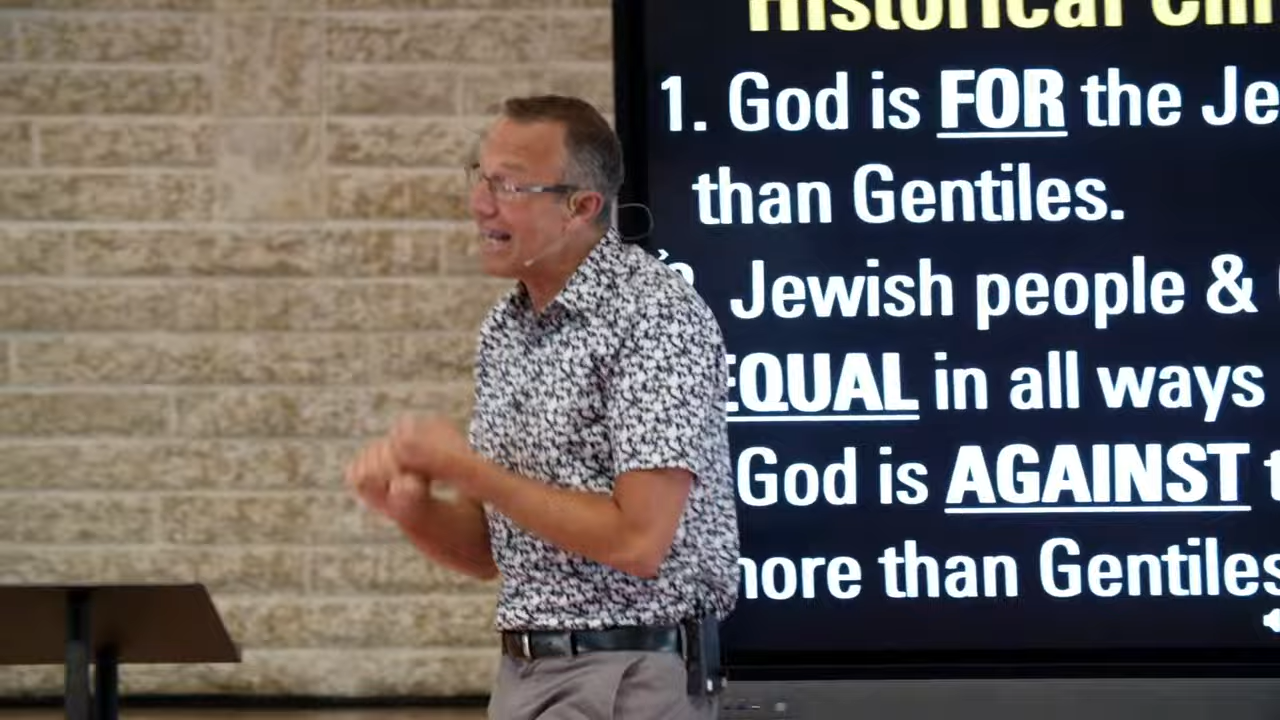 Historical
1. God is FOR the
than Gentiles.
Jewish people &
EQUAL in all ways
God is AGAINST
more than Gentiles